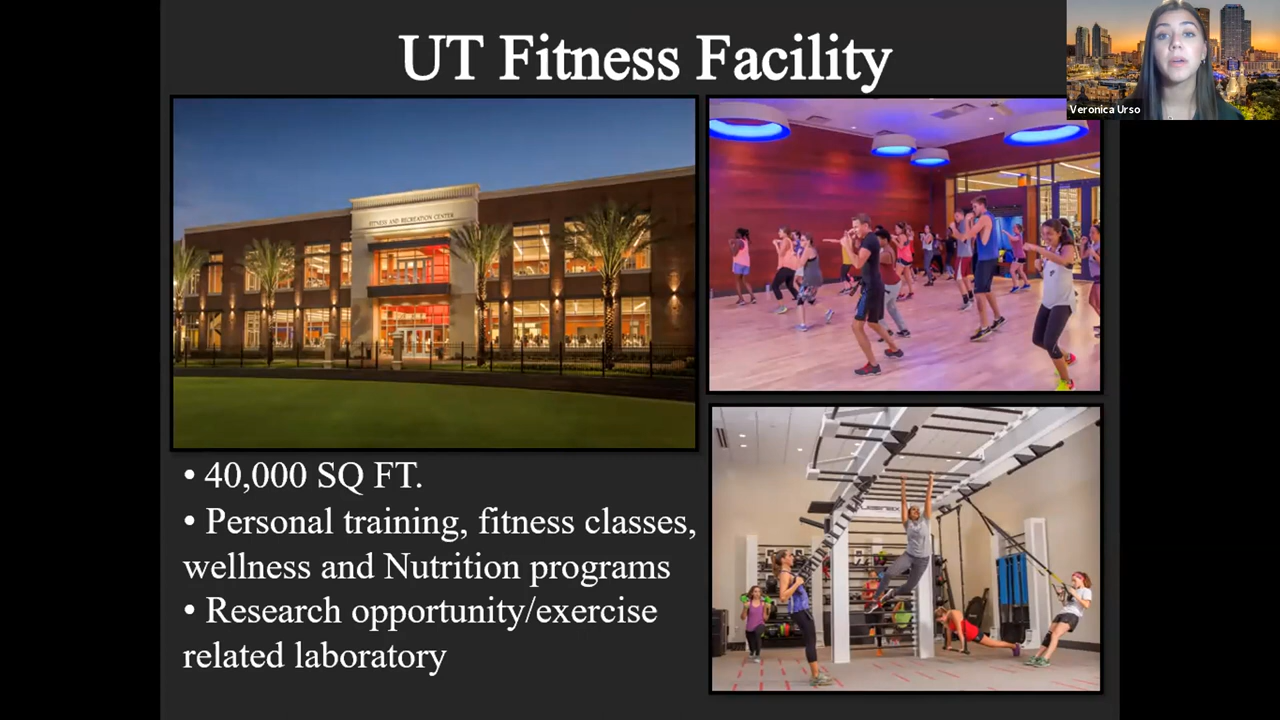 UT Fitness Facility
Veronica Urso
FITNESS AND RECREATION CENTER
• 40,000 SQ FT.
• Personal training, fitness classes,
wellness and Nutrition programs
• Research opportunity/exercise
related laboratory